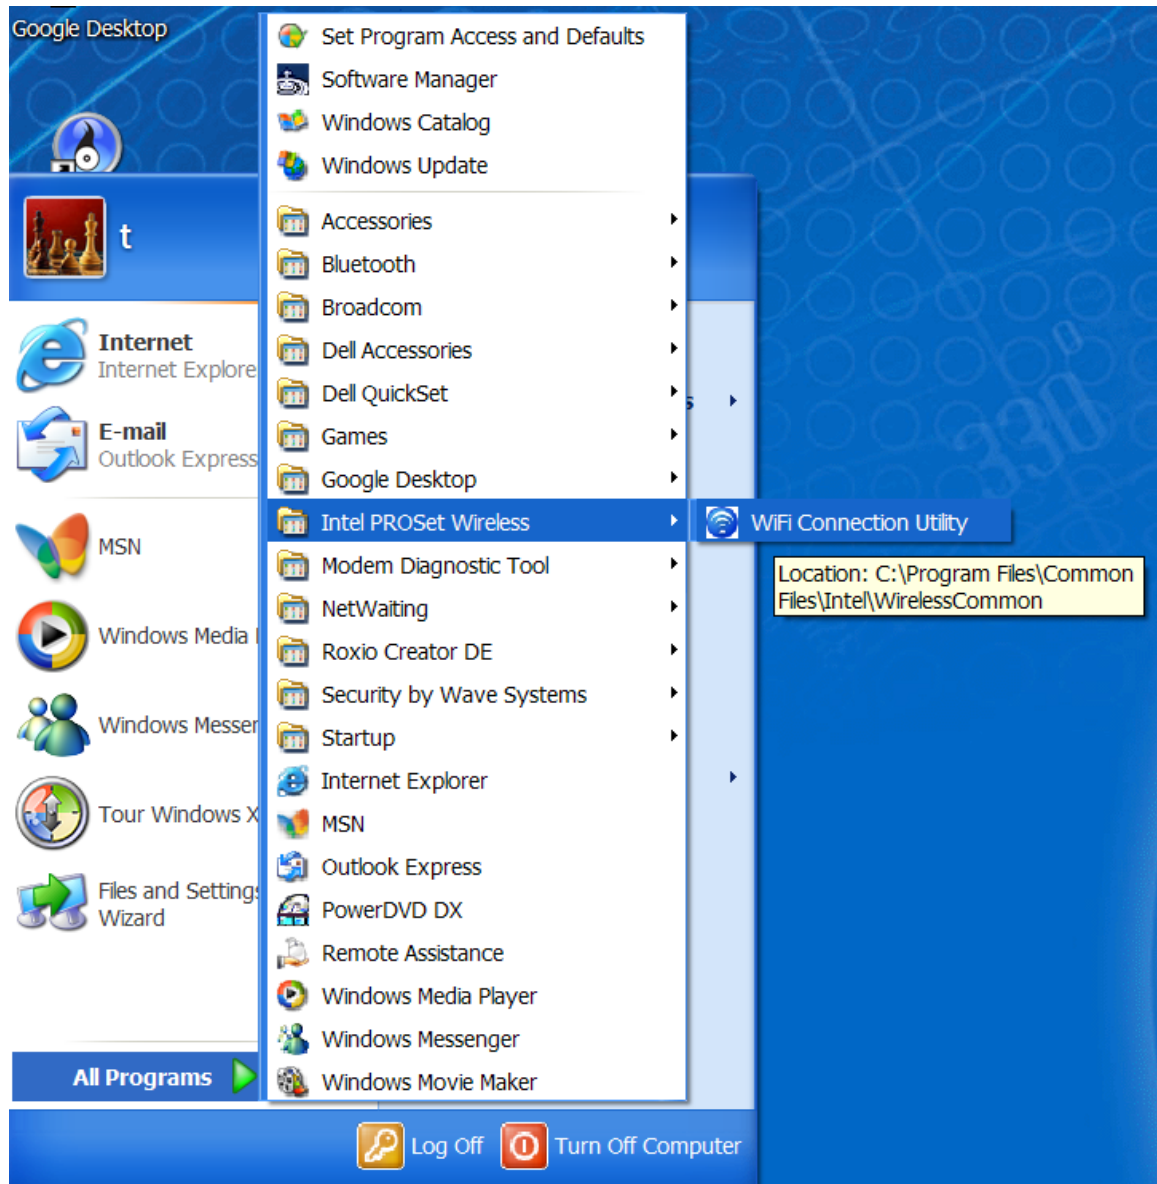 Google Desktop
Set Program Access and Defaults
Software Manager
Windows Catalog
Windows Update
t
Accessories
Bluetooth
Broadcom
Dell Accessories
Dell QuickSet
Games
Google Desktop
Intel PROSet Wireless
Modem Diagnostic Tool
NetWaiting
Roxio Creator DE
Security by Wave Systems
Startup
Internet Explorer
MSN
Outlook Express
PowerDVD DX
Remote Assistance
Windows Media Player
Windows Messenger
Windows Movie Maker
WiFi Connection Utility
Location: C:\Program Files\Common
Files\Intel\WirelessCommon
Internet
Internet Explore
E-mail
Outlook Express
MSN
Windows Media
Windows Messer
Tour Windows X
Files and Settings
Wizard
s
All Programs
Log Off
Turn Off Computer
330